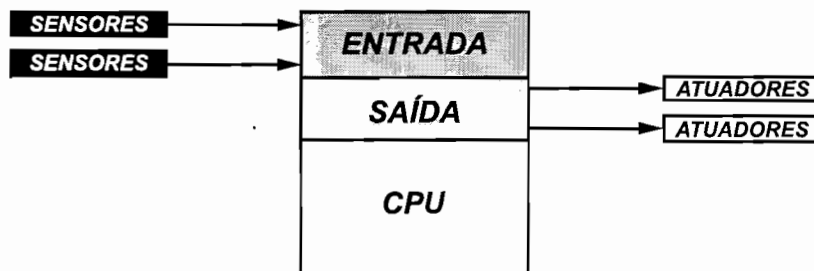 SENSORES
SENSORES
ENTRADA
SAÍDA
ATUADORES
ATUADORES
CPU